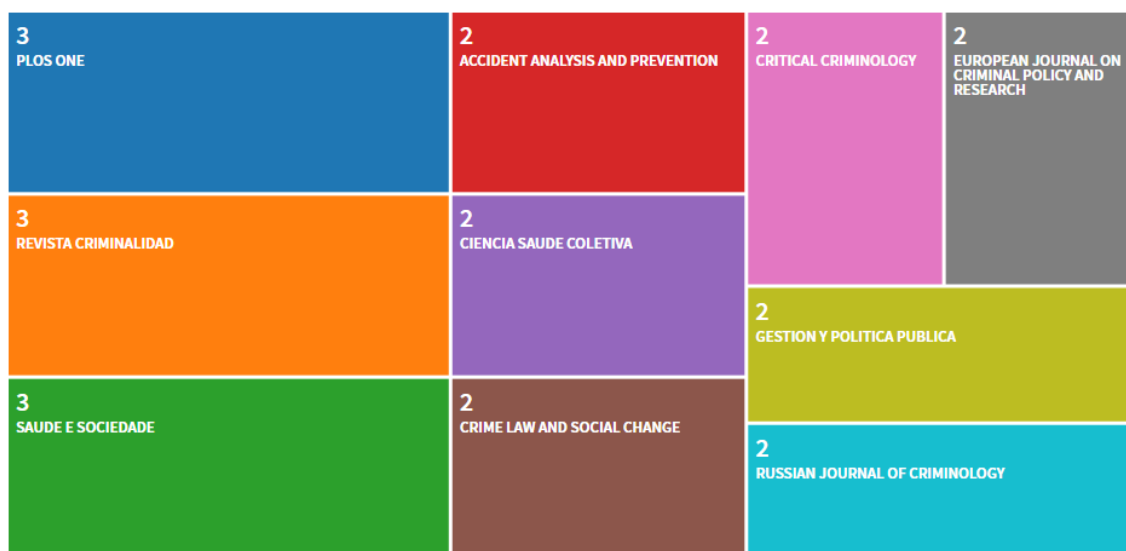 3
PLOS ONE
3
REVISTA CRIMINALIDAD
3
SAUDE E SOCIEDADE
2
ACCIDENT ANALYSIS AND PREVENTION
2
CIENCIA SAUDE COLETIVA
2
CRIME LAW AND SOCIAL CHANGE
2
CRITICAL CRIMINOLOGY
2
EUROPEAN JOURNAL ON
CRIMINAL POLICY AND
RESEARCH
2
GESTION Y POLITICA PUBLICA
2
RUSSIAN JOURNAL OF CRIMINOLOGY